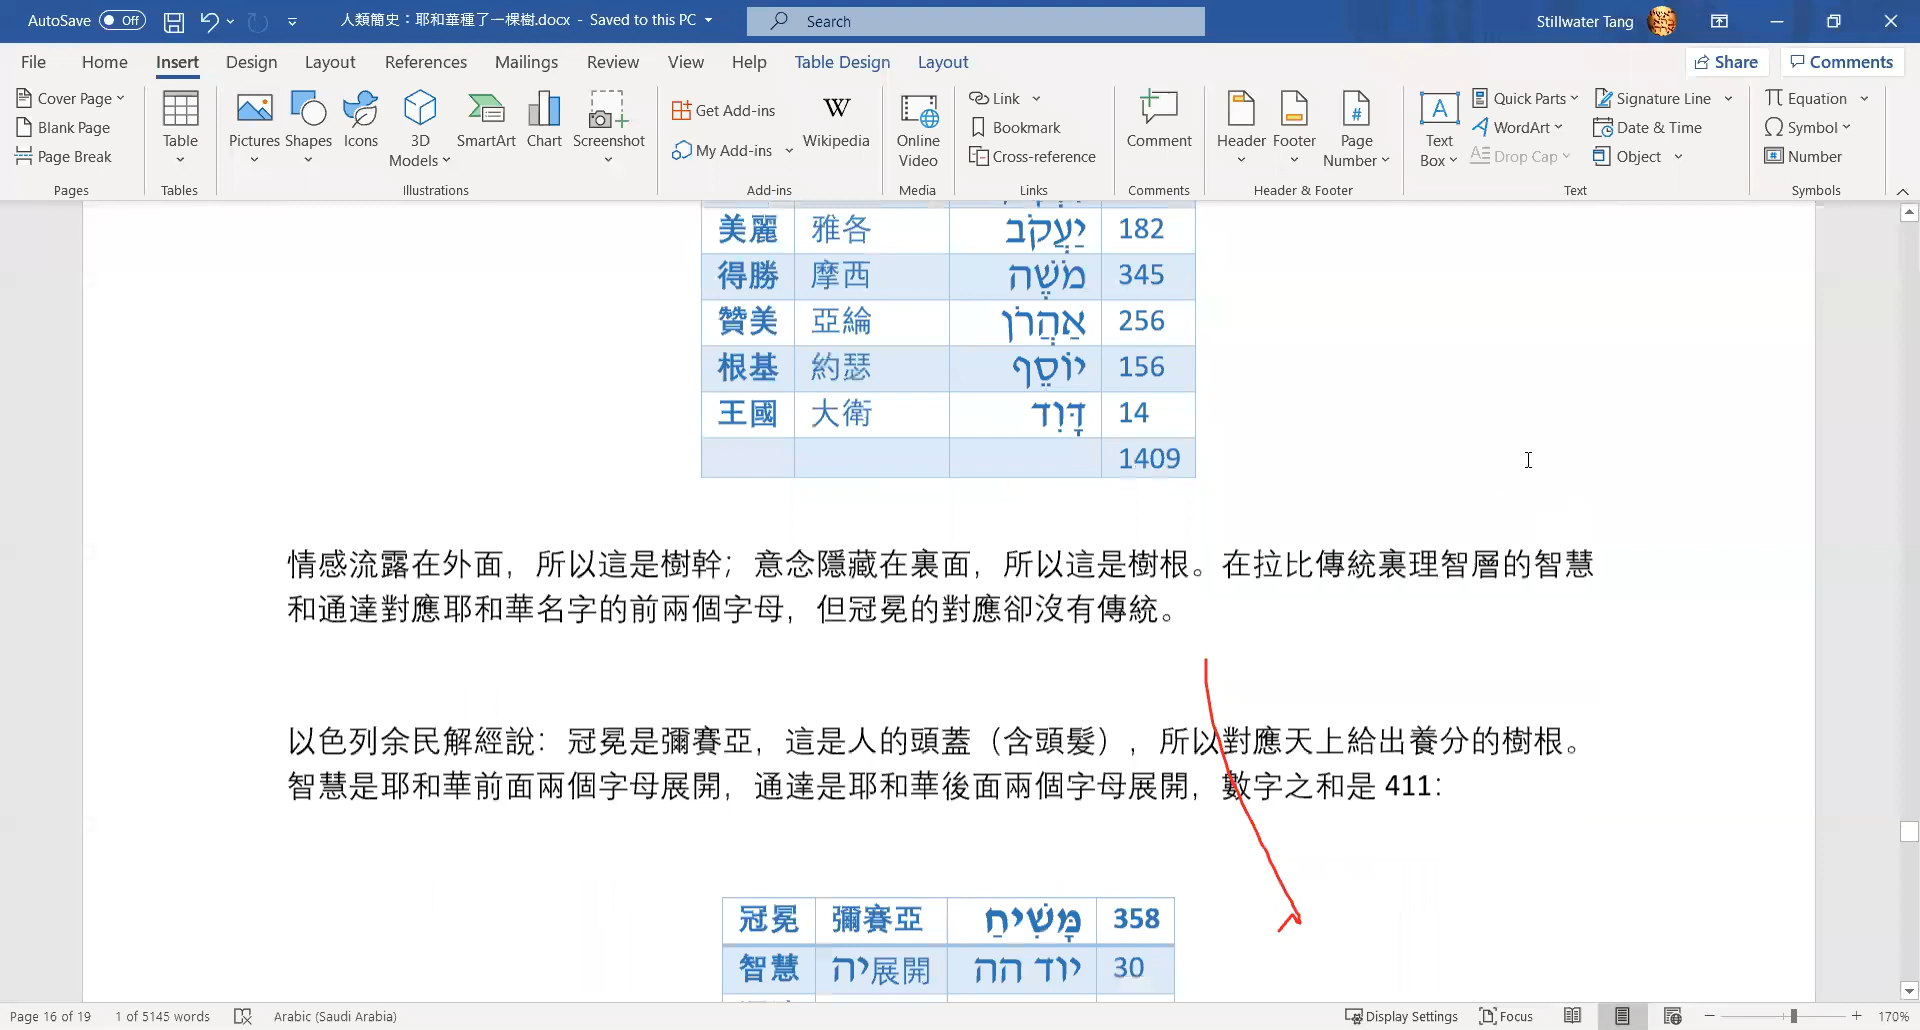 AutoSave Off 人類簡史：耶和華種了一棵樹.docx - Saved to this PC Search Stillwater Tang
File Home Insert Design Layout References Mailings Review View Help Table Design Layout Share Comments
Cover Page
Blank Page
Page Break
Pages
Table
Tables
Pictures Shapes Icons 3D Models SmartArt Chart Screenshot
Illustrations
Get Add-ins
My Add-ins
Wikipedia
Add-ins
Online Video
Media
Link
Bookmark
Cross-reference
Links
Comment
Comments
Header Footer Page Number
Header & Footer
Text Box
Quick Parts
WordArt
Drop Cap
Signature Line
Date & Time
Object
Text
Equation
Symbol
Number
Symbols
美麗 雅各 יַעֲקֹב 182
得勝 摩西 מֹשֶׁה 345
贊美 亞綸 אַהֲרֹן 256
根基 約瑟 יוֹסֵף 156
王國 大衛 דָּוִד 14
1409
情感流露在外面，所以這是樹幹；意念隱藏在裏面，所以這是樹根。在拉比傳統裏理智層的智慧
和通達對應耶和華名字的前兩個字母，但冠冕的對應卻沒有傳統。
以色列余民解經說：冠冕是彌賽亞，這是人的頭蓋（含頭髮），所以對應天上給出養分的樹根。
智慧是耶和華前面兩個字母展開，通達是耶和華後面兩個字母展開，數字之和是 411：
冠冕 彌賽亞 מָּשִׁיחַ 358
智慧 יה展開 יוד הה 30
Page 16 of 19 1 of 5145 words Arabic (Saudi Arabia) Display Settings Focus 170%